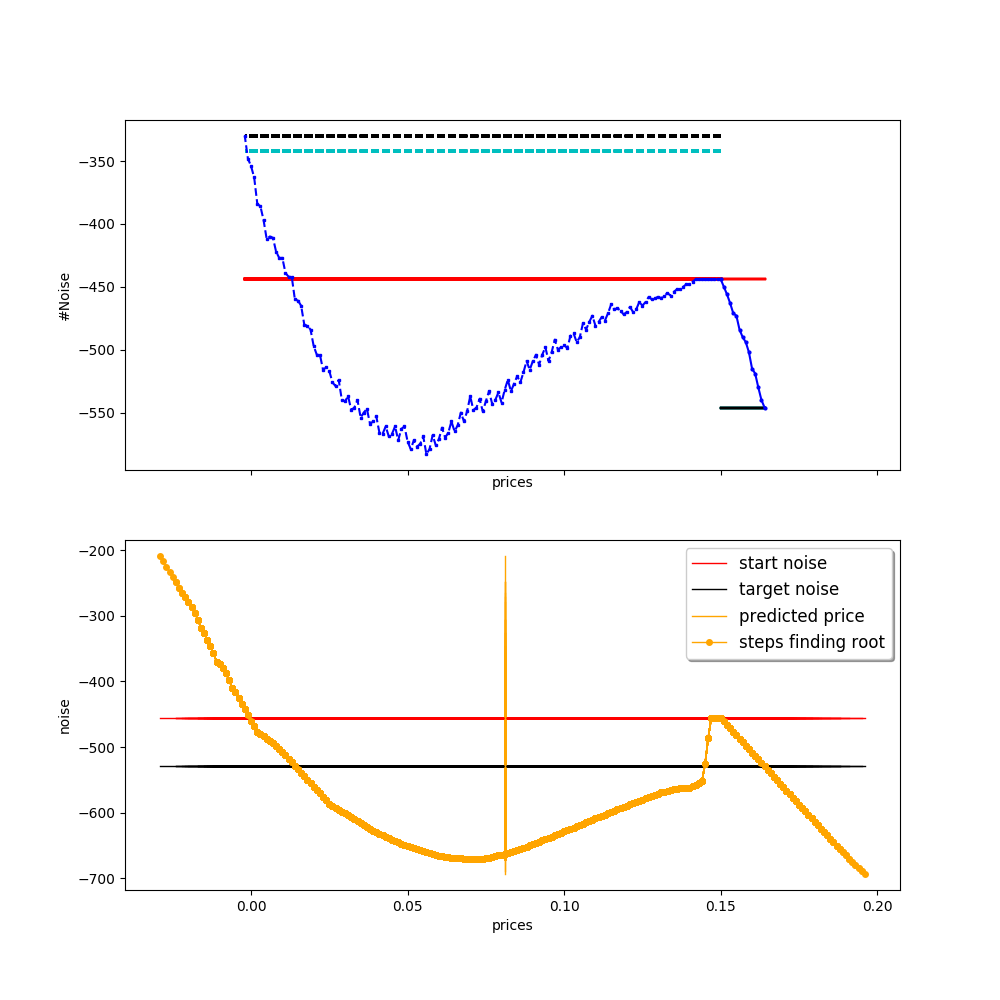 −350
−400
−450
−500
−550
#Noise
prices
−200
−300
−400
−500
−600
−700
noise
start noise
target noise
predicted price
steps finding root
0.00 0.05 0.10 0.15 0.20
prices